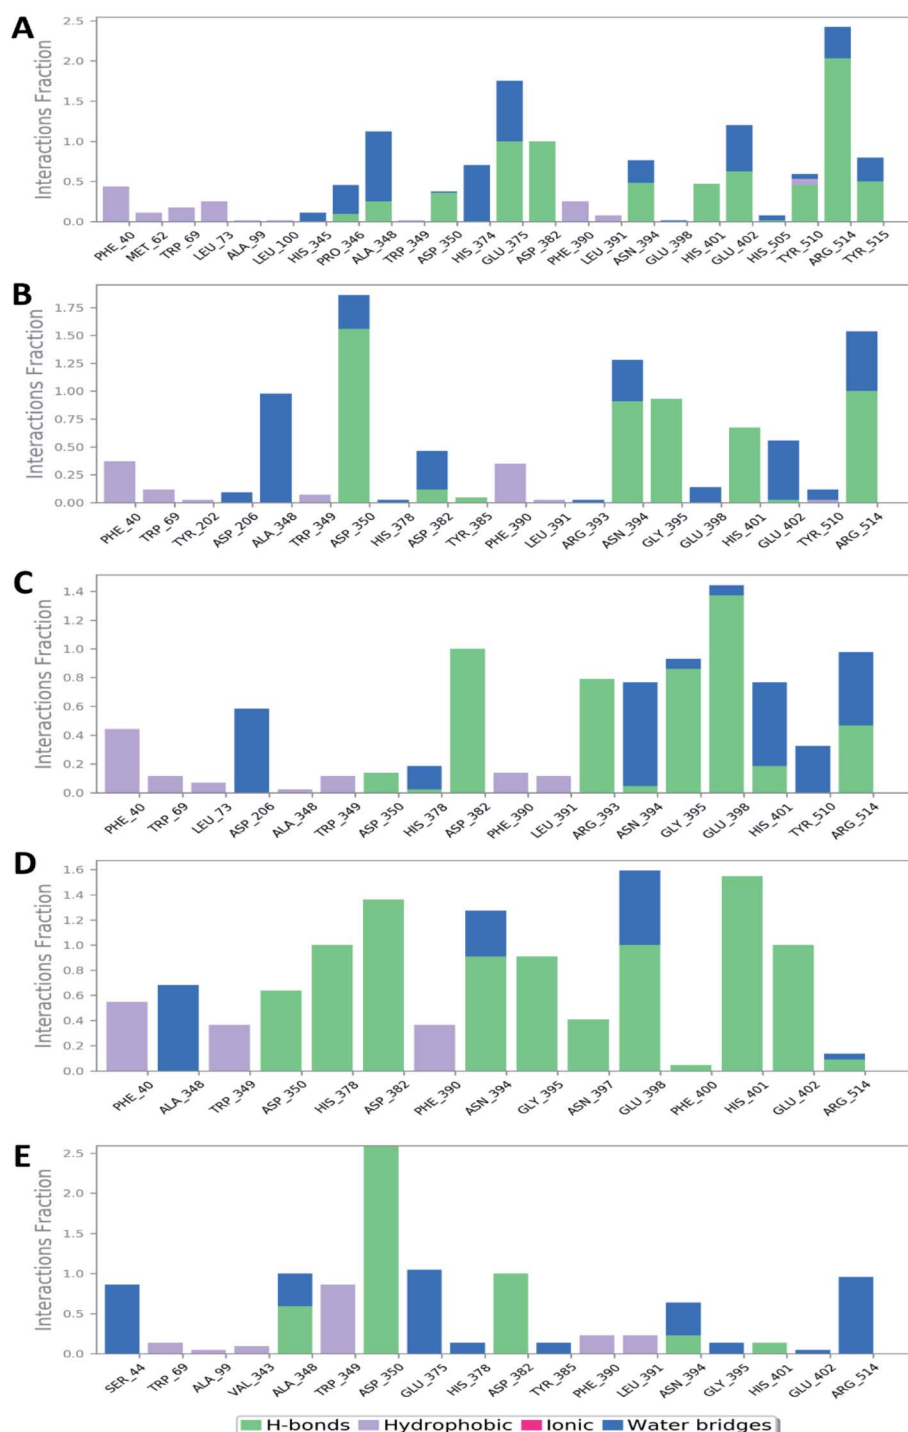 A
Interactions Fraction
2.5
2.0
1.5
1.0
0.5
0.0
PHE_40 MET_62 TRP_69 LEU_73 ALA_99 LEU_100 HIS_345 PRO_346 ALA_348 TRP_349 ASP_350 HIS_374 GLU_375 ASP_382 PHE_390 LEU_391 ASN_394 GLU_398 HIS_401 GLU_402 HIS_505 TYR_510 ARG_514 TYR_515
B
Interactions Fraction
1.75
1.50
1.25
1.00
0.75
0.50
0.25
0.00
PHE_40 TRP_69 TYR_202 ASP_206 ALA_348 TRP_349 ASP_350 HIS_378 ASP_382 TYR_385 PHE_390 LEU_391 ARG_393 ASN_394 GLY_395 GLU_398 HIS_401 GLU_402 TYR_510 ARG_514
C
Interactions Fraction
1.4
1.2
1.0
0.8
0.6
0.4
0.2
0.0
PHE_40 TRP_69 LEU_73 ASP_206 ALA_348 TRP_349 ASP_350 HIS_378 ASP_382 PHE_390 LEU_391 ARG_393 ASN_394 GLY_395 GLU_398 HIS_401 TYR_510 ARG_514
D
Interactions Fraction
1.6
1.4
1.2
1.0
0.8
0.6
0.4
0.2
0.0
PHE_40 ALA_348 TRP_349 ASP_350 HIS_378 ASP_382 PHE_390 ASN_394 GLY_395 ASN_397 GLU_398 PHE_400 HIS_401 GLU_402 ARG_514
E
Interactions Fraction
2.5
2.0
1.5
1.0
0.5
0.0
SER_44 TRP_69 ALA_99 VAL_343 ALA_348 TRP_349 ASP_350 GLU_375 HIS_378 ASP_382 TYR_385 PHE_390 LEU_391 ASN_394 GLY_395 HIS_401 GLU_402 ARG_514
H-bonds Hydrophobic Ionic Water bridges